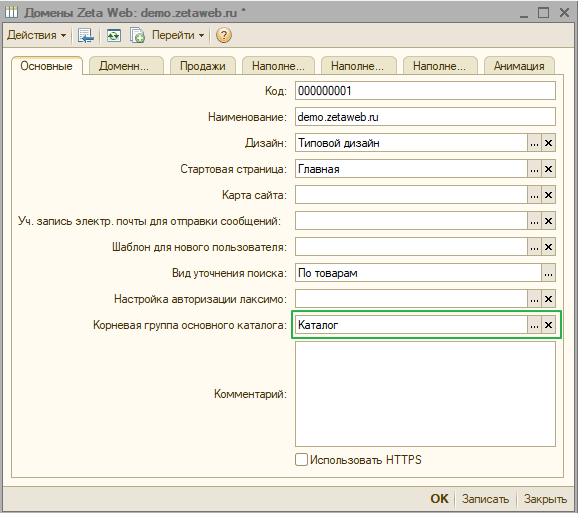 Домены Zeta Web: demo.zetaweb.ru *
Действия Перейти ?
Основные Доменн... Продажи Наполне... Наполне... Наполне... Анимация
Код: 000000001
Наименование: demo.zetaweb.ru
Дизайн: Типовой дизайн ... x
Стартовая страница: Главная ... x
Карта сайта: ... x
Уч. запись электр. почты для отправки сообщений: ... x
Шаблон для нового пользователя: ... x
Вид уточнения поиска: По товарам ...
Настройка авторизации лаксимо: ... x
Корневая группа основного каталога: Каталог ... x
Комментарий:
Использовать HTTPS
OK Записать Закрыть